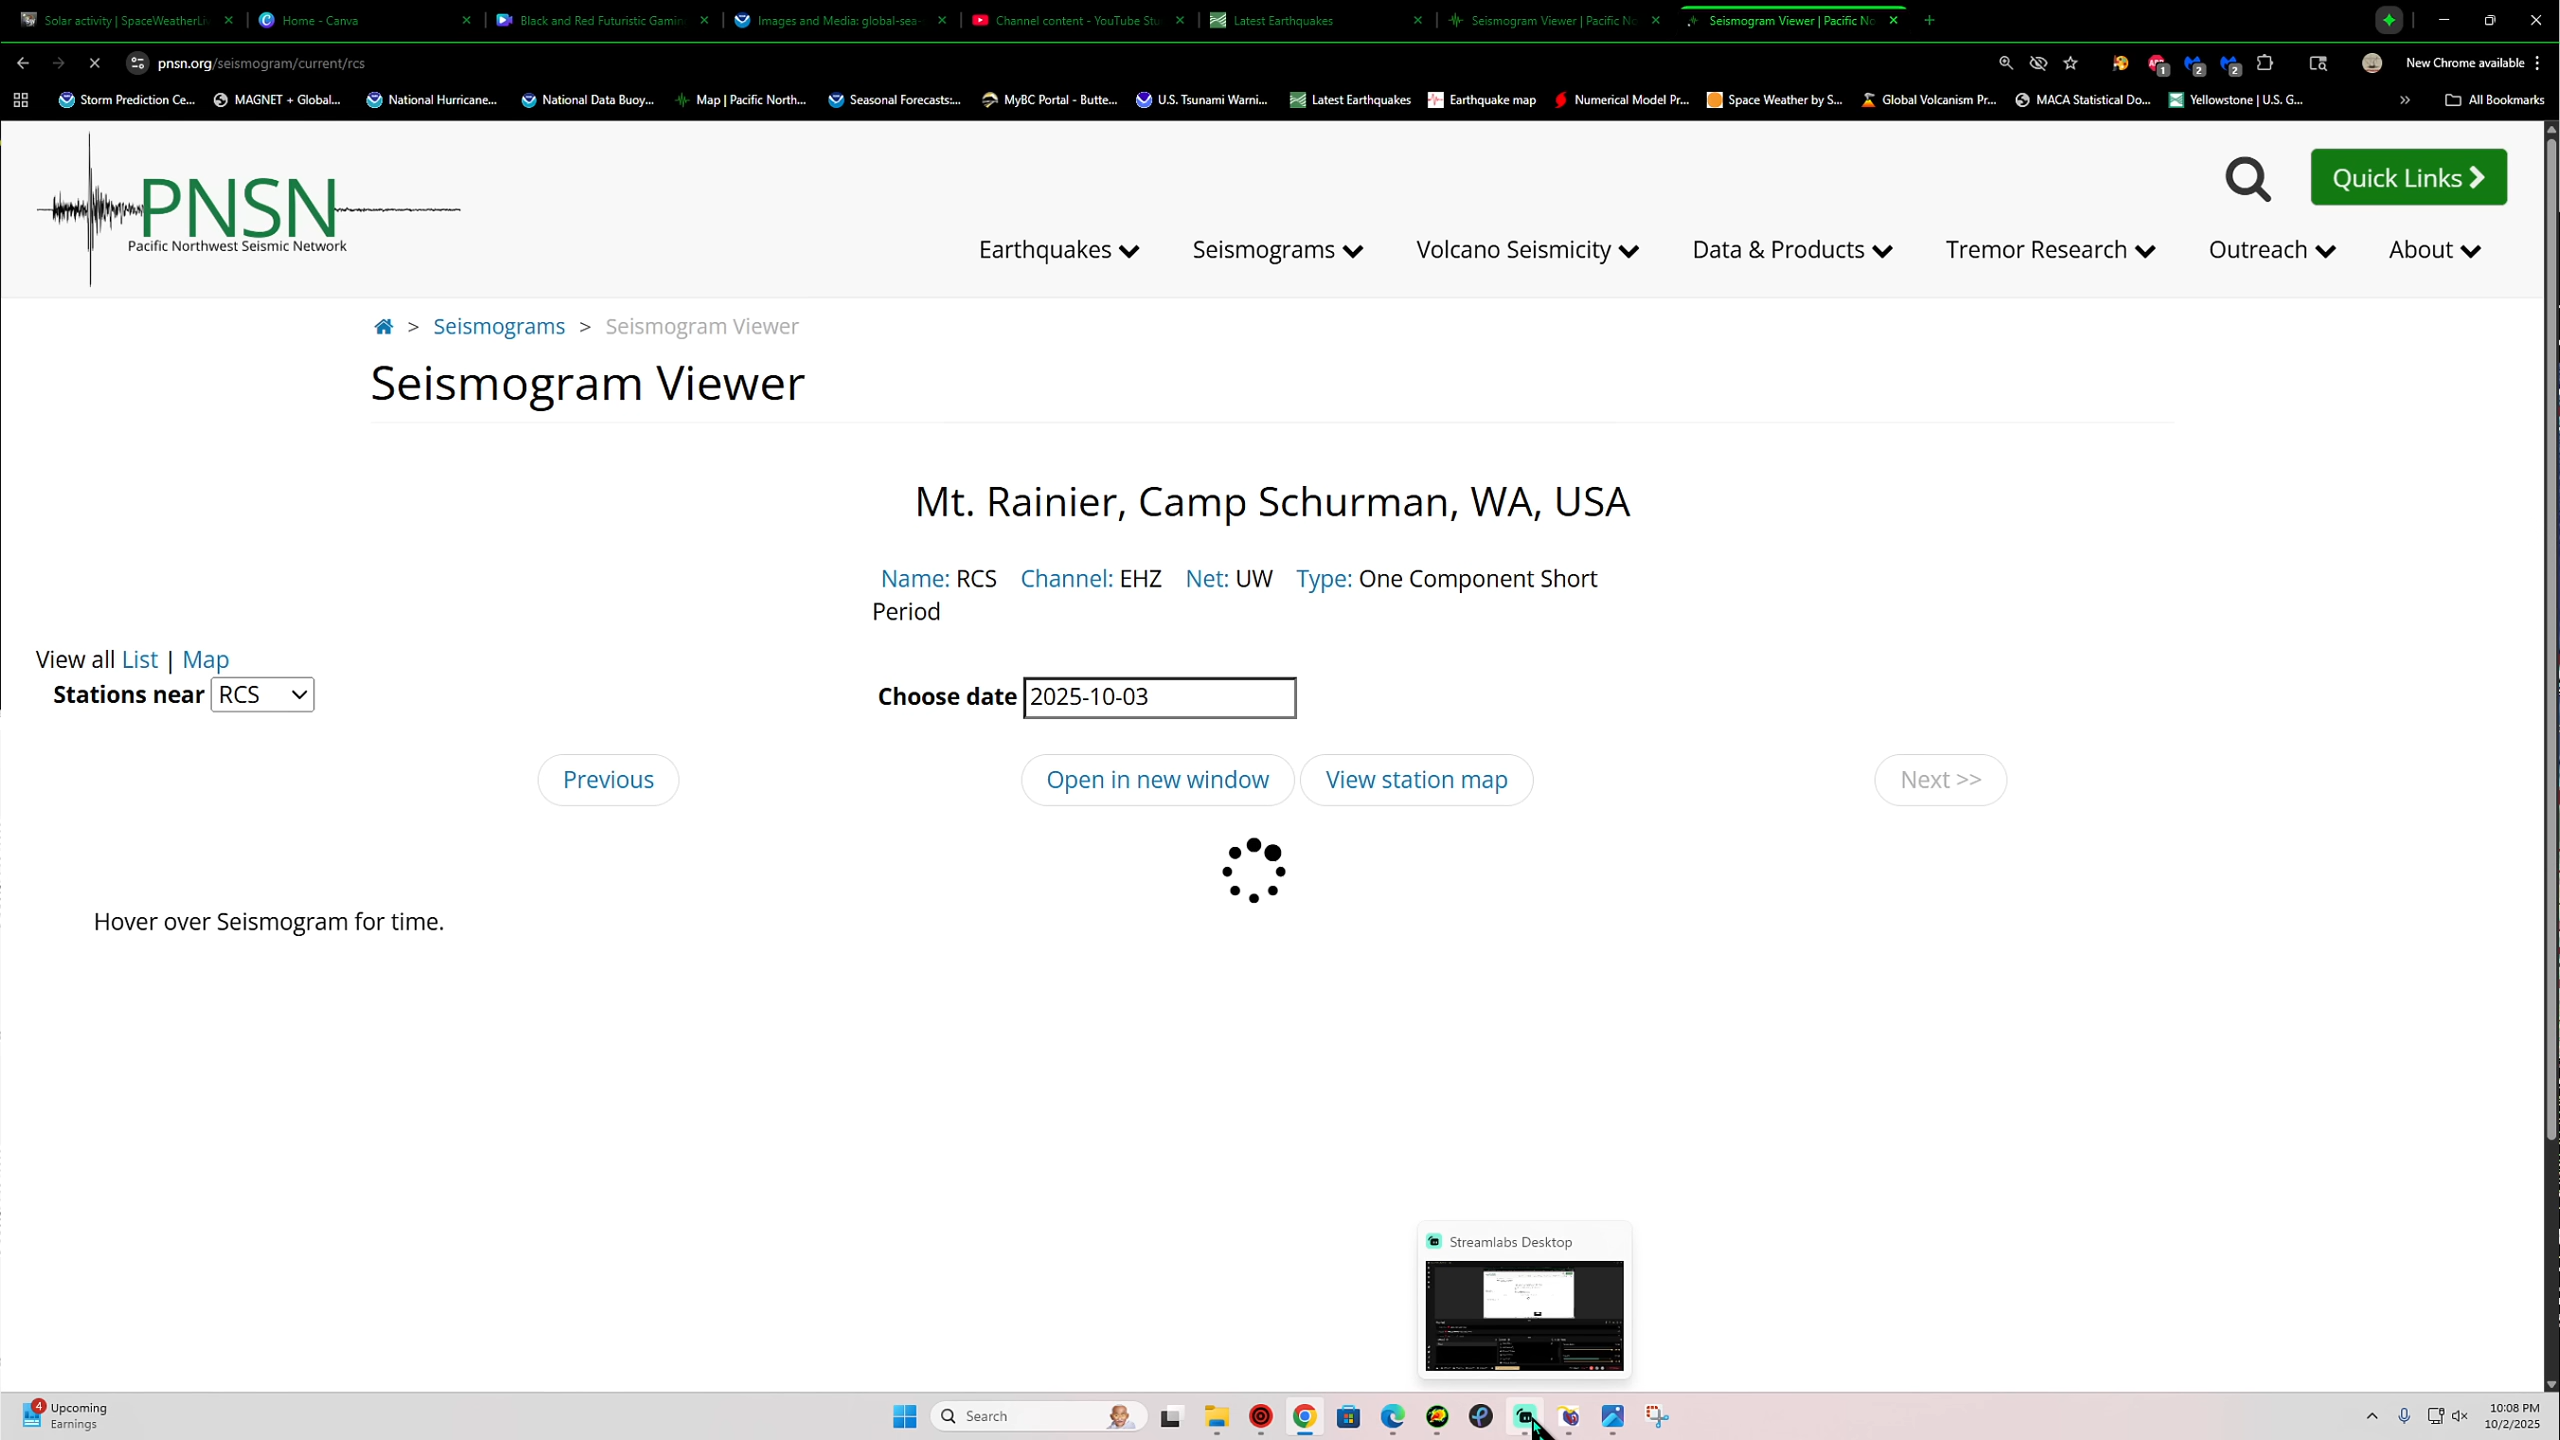 Solar activity | SpaceWeatherLi
Home - Canva
Black and Red Futuristic Gamin
Images and Media: global-sea-
Channel content - YouTube Stu
Latest Earthquakes
Seismogram Viewer | Pacific No
Seismogram Viewer | Pacific No
pnsn.org/seismogram/current/rcs
1
2
2
New Chrome available
Storm Prediction Ce...
MAGNET + Global...
National Hurricane...
National Data Buoy...
Map | Pacific North...
Seasonal Forecasts:...
MyBC Portal - Butte...
U.S. Tsunami Warni...
Latest Earthquakes
Earthquake map
Numerical Model Pr...
Space Weather by S...
Global Volcanism Pr...
MACA Statistical Do...
Yellowstone | U.S. G...
»
All Bookmarks
PNSN
Pacific Northwest Seismic Network
Quick Links
Earthquakes
Seismograms
Volcano Seismicity
Data & Products
Tremor Research
Outreach
About
> Seismograms > Seismogram Viewer
Seismogram Viewer
Mt. Rainier, Camp Schurman, WA, USA
Name: RCS Channel: EHZ Net: UW Type: One Component Short
Period
View all List | Map
Stations near RCS
Choose date 2025-10-03
Previous
Open in new window
View station map
Next >>
Hover over Seismogram for time.
Streamlabs Desktop
4
Upcoming
Earnings
Search
10:08 PM
10/2/2025